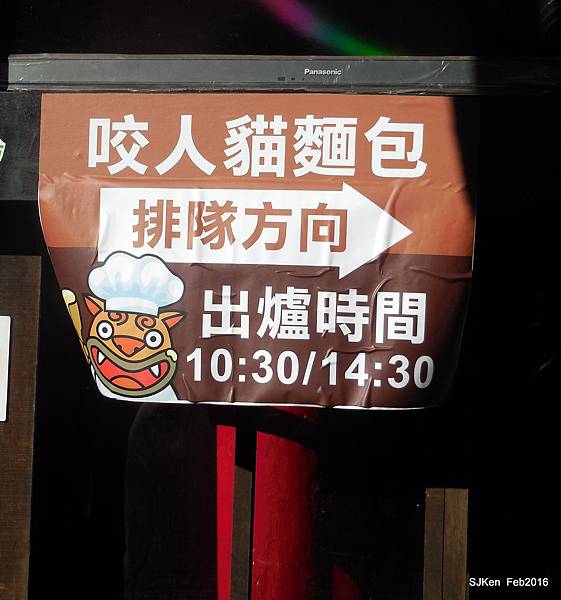 Panasonic
咬人貓麵包
排隊方向
出爐時間
10:30/14:30
SJKen Feb2016